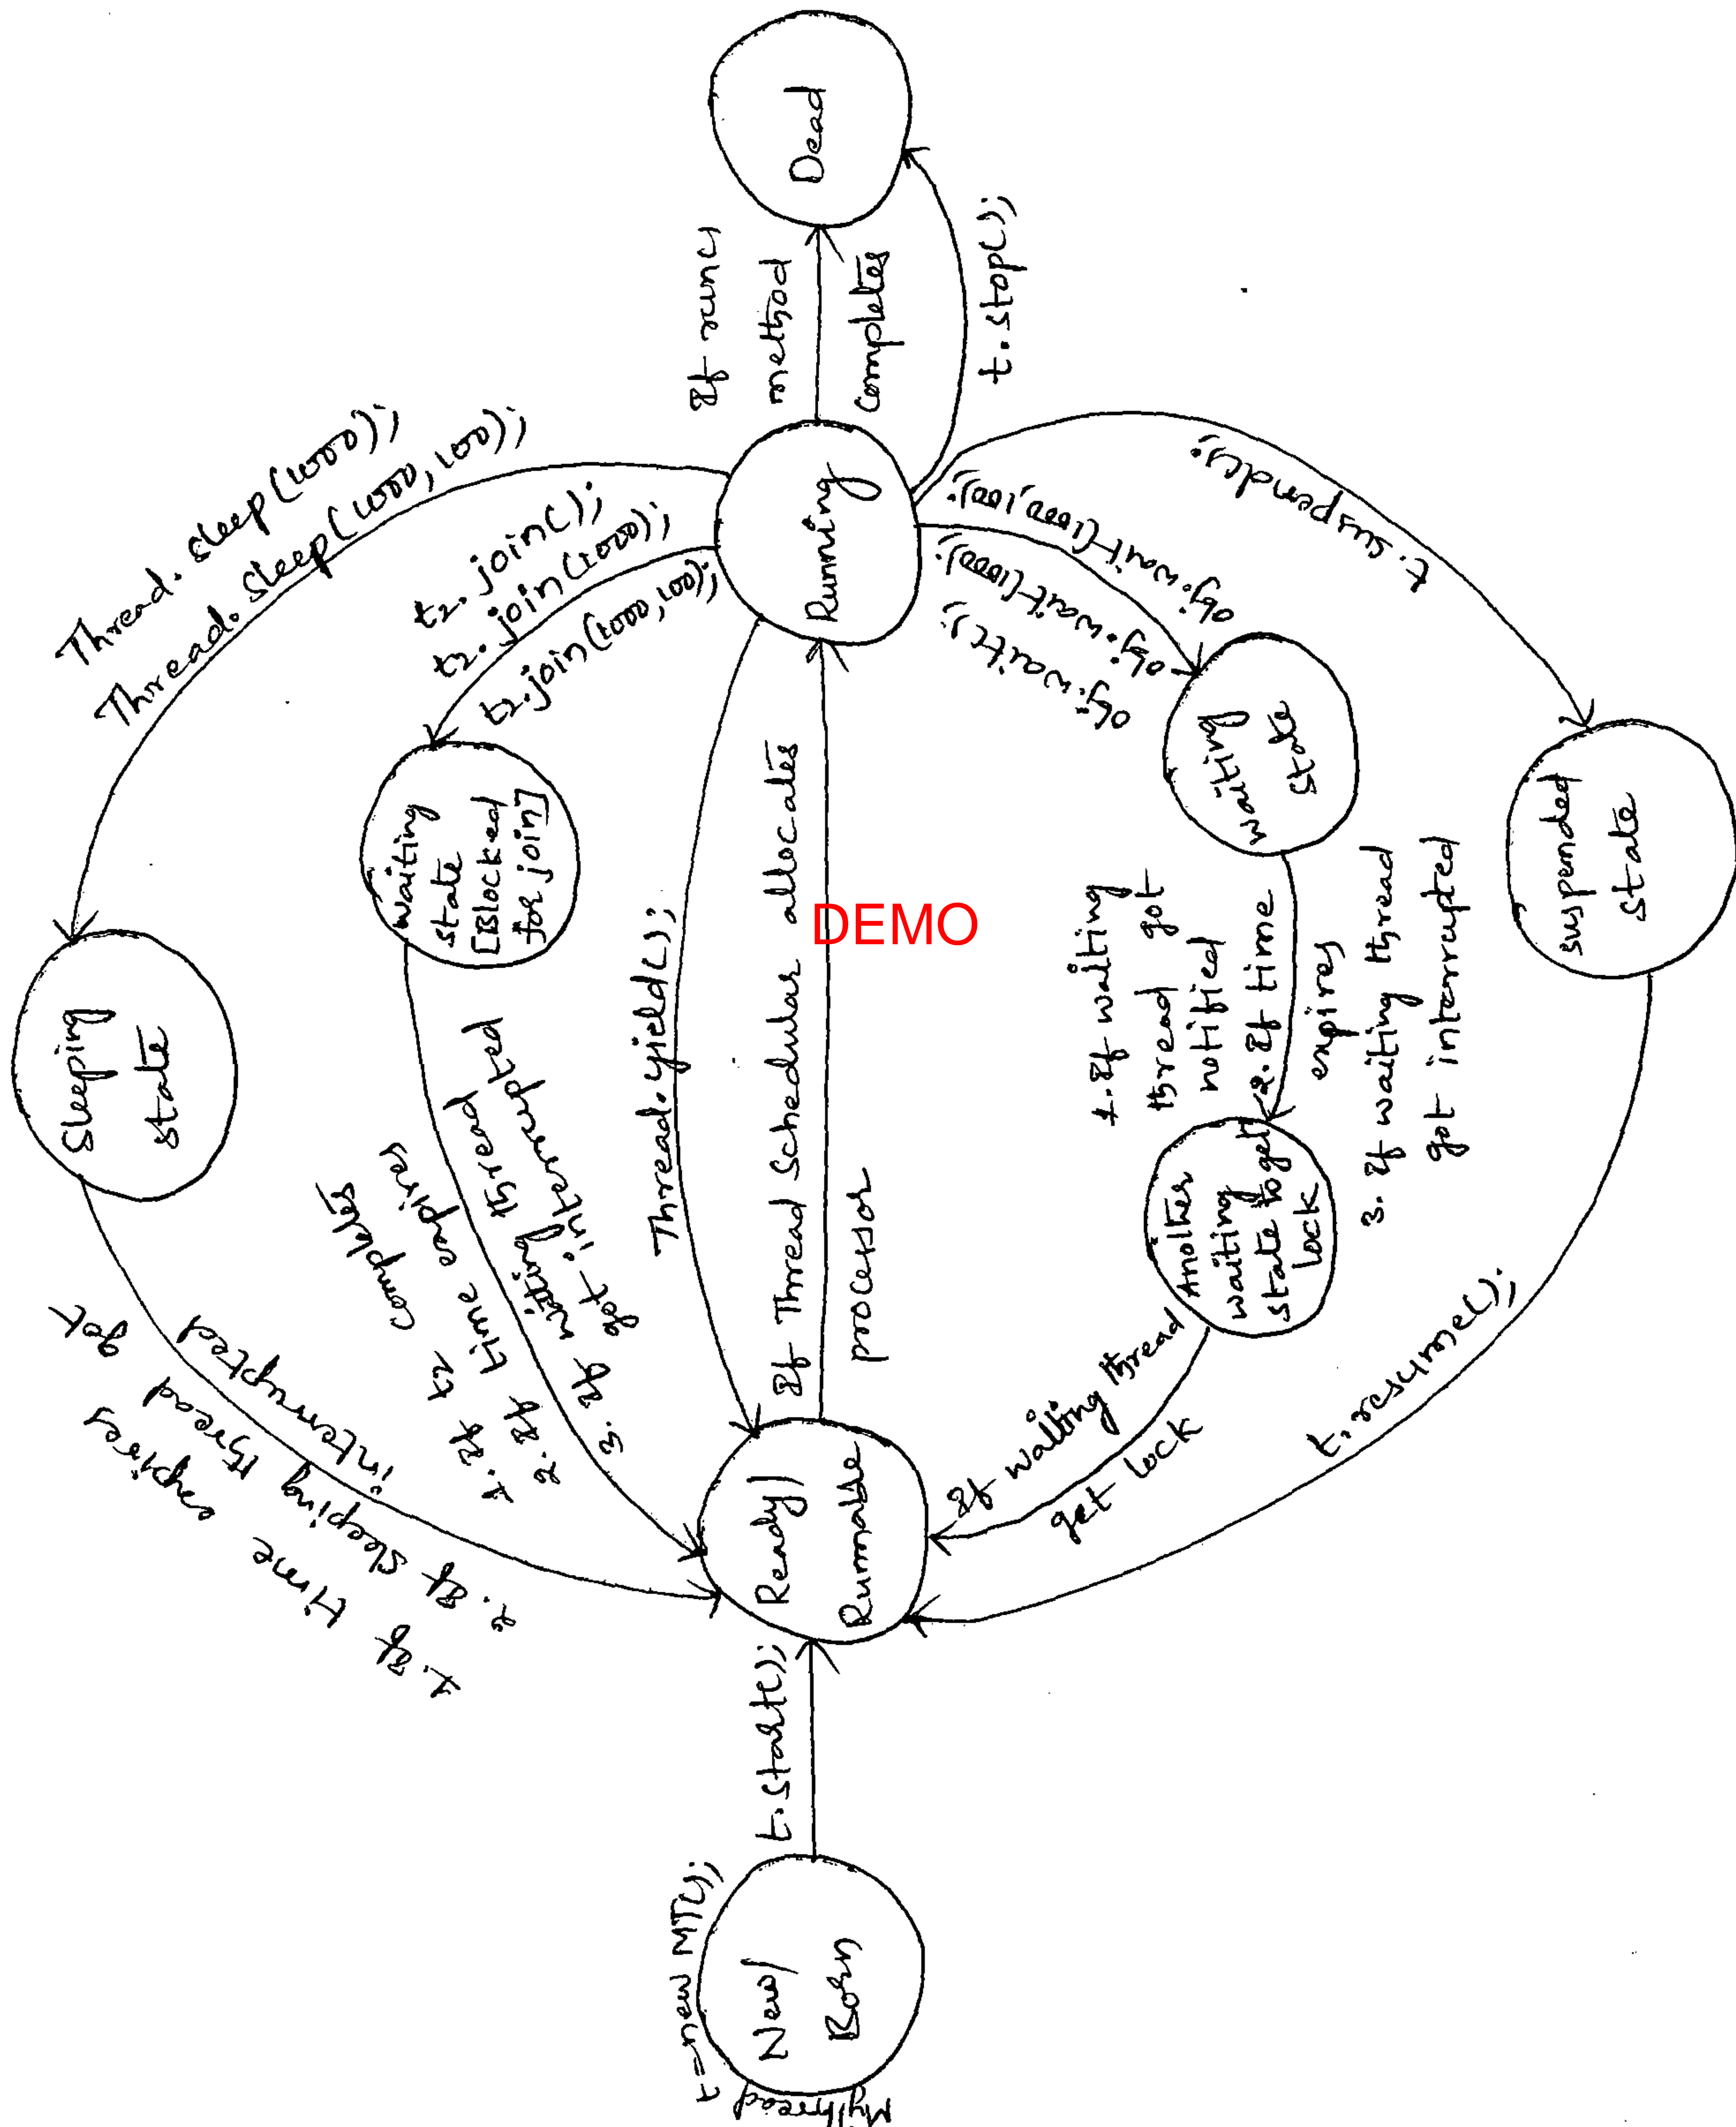 MyThread
t=new MT();
New/
Born
t.start();
Ready/
Runnable
If Thread Schedular allocates
processor
Thread.yield();
Running
If run()
method
completes
t.stop();
Dead
Thread.sleep(1000);
Thread.sleep(1000,100);
Sleeping
state
1. If time expires
2. If sleeping thread got
interrupted
t2.join();
t2.join(1000);
t2.join(1000,100);
waiting
state
[Blocked
for join]
1. If t2 completes
2. If time expires
3. If waiting thread
got interrupted
obj.wait();
obj.wait(1000);
obj.wait(1000,100);
waiting
state
1. If waiting
thread got
notified
2. If time
expires
3. If waiting thread
got interrupted
Another
waiting
state to get
lock
If waiting thread
get lock
t.suspend();
suspended
state
t.resume();
DEMO